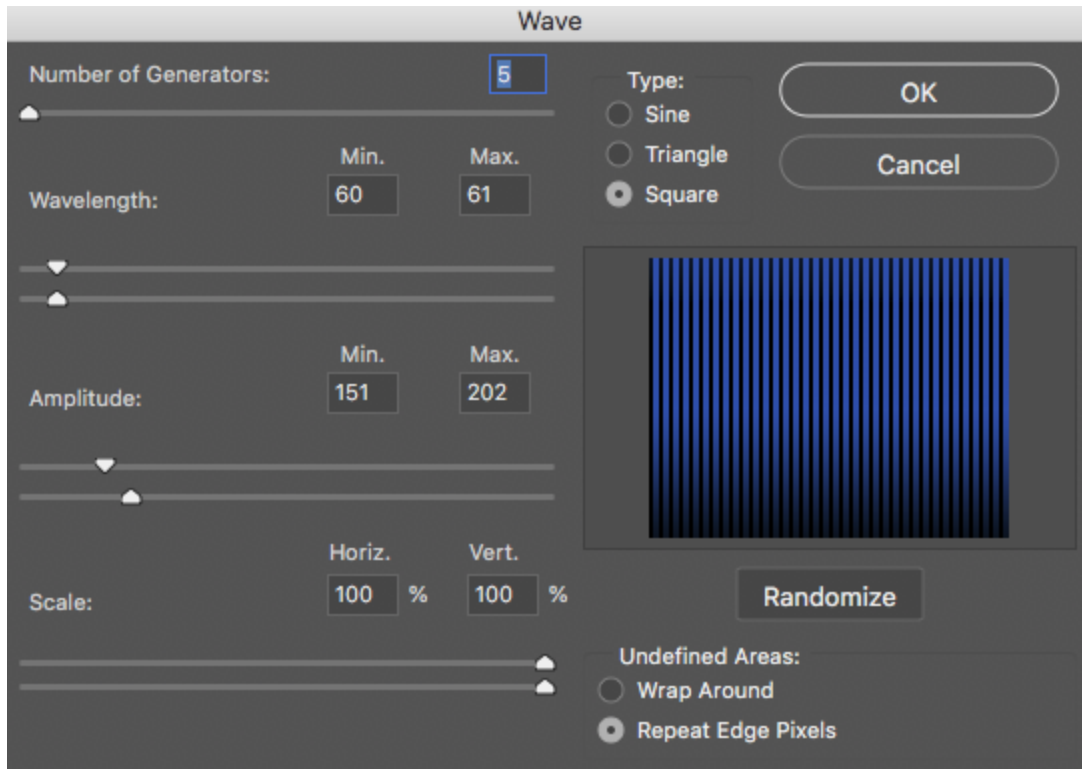 Wave
Number of Generators: 5
Type:
Sine
Triangle
Square
OK
Cancel
Min. Max.
Wavelength: 60 61
Min. Max.
Amplitude: 151 202
Horiz. Vert.
Scale: 100 % 100 %
Randomize
Undefined Areas:
Wrap Around
Repeat Edge Pixels